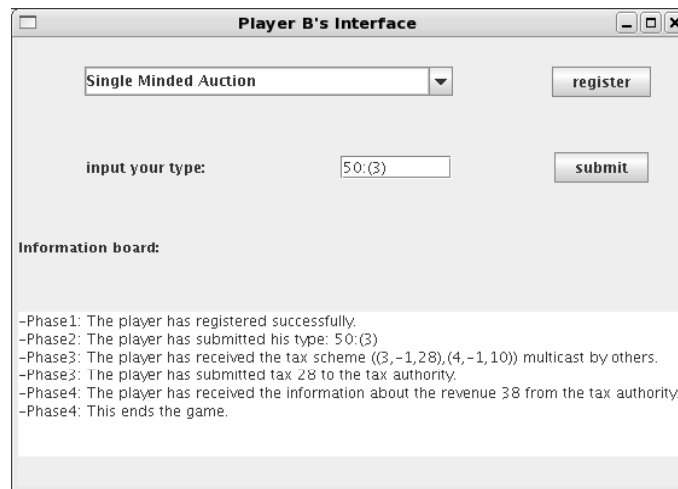 Player B's Interface
Single Minded Auction
register
input your type:
50:(3)
submit
Information board:
-Phase1: The player has registered successfully.
-Phase2: The player has submitted his type: 50:(3)
-Phase3: The player has received the tax scheme ((3,-1,28),(4,-1,10)) multicast by others.
-Phase3: The player has submitted tax 28 to the tax authority.
-Phase4: The player has received the information about the revenue 38 from the tax authority.
-Phase4: This ends the game.